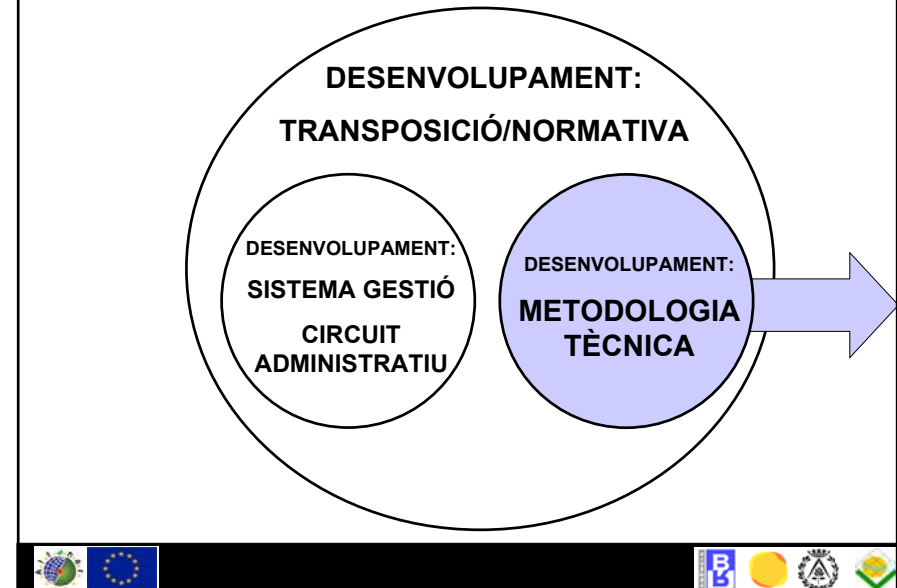 DESENVOLUPAMENT:
TRANSPOSICIÓ/NORMATIVA
DESENVOLUPAMENT:
SISTEMA GESTIÓ
CIRCUIT
ADMINISTRATIU
DESENVOLUPAMENT:
METODOLOGIA
TÈCNICA